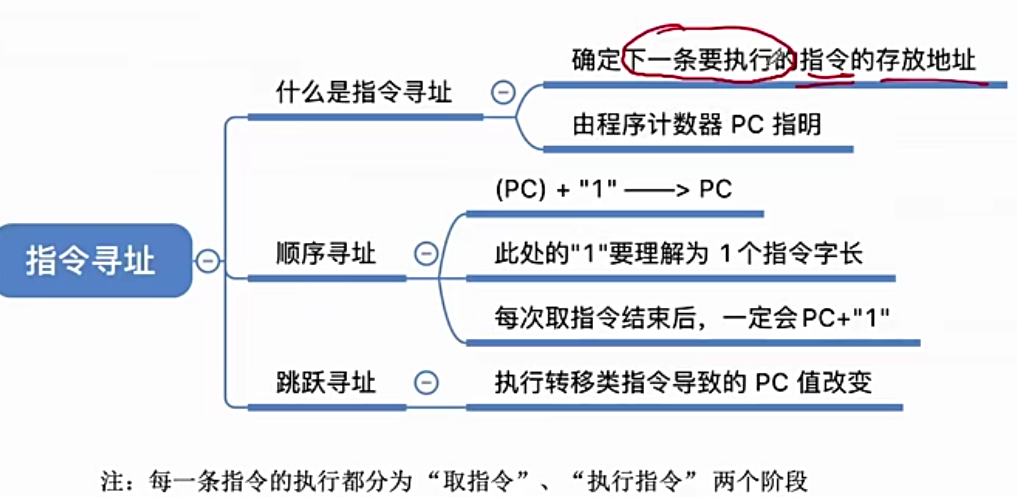 指令寻址
什么是指令寻址
确定下一条要执行的指令的存放地址
由程序计数器 PC 指明
顺序寻址
(PC) + "1" ——> PC
此处的"1"要理解为 1个指令字长
每次取指令结束后，一定会PC+"1"
跳跃寻址
执行转移类指令导致的 PC 值改变
注：每一条指令的执行都分为“取指令”、“执行指令” 两个阶段